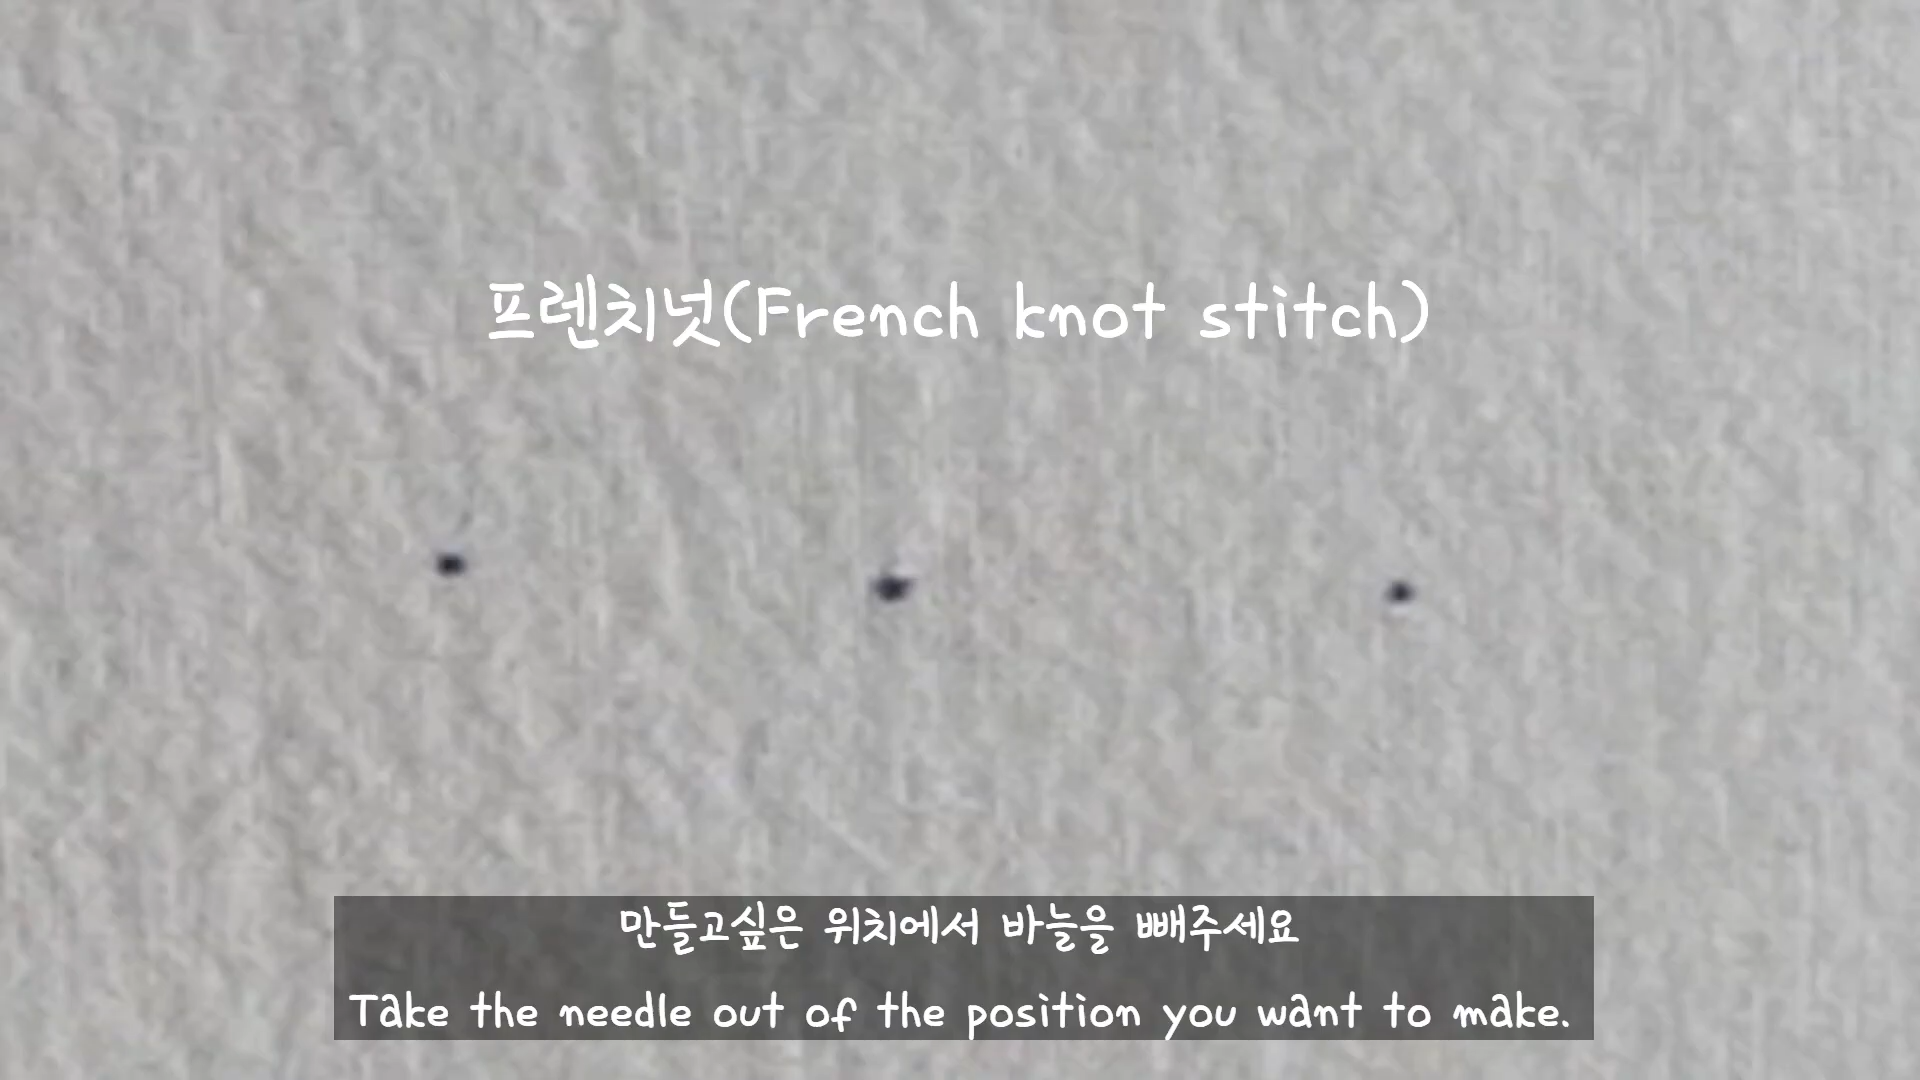 프렌치넛(French knot stitch)
만들고싶은 위치에서 바늘을 빼주세요
Take the needle out of the position you want to make.